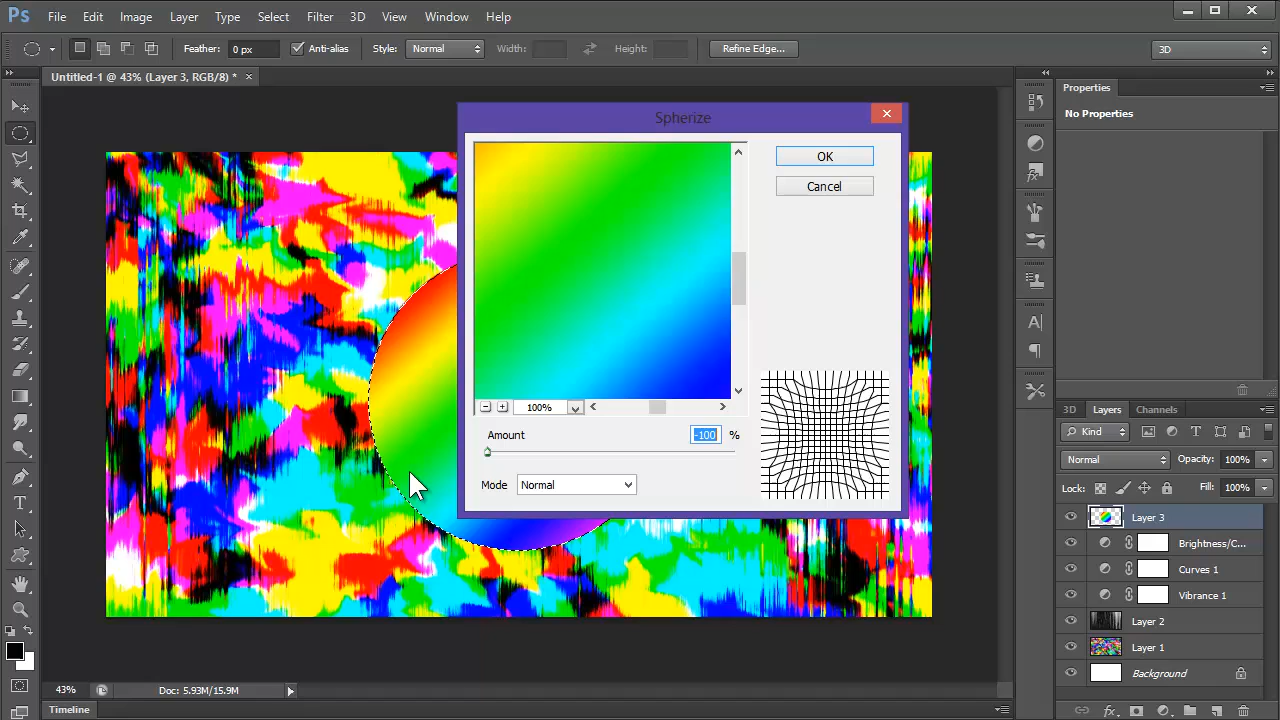 Ps File Edit Image Layer Type Select Filter 3D View Window Help
Feather: 0 px Anti-alias Style: Normal Width: Height: Refine Edge... 3D
Untitled-1 @ 43% (Layer 3, RGB/8) * ×
Properties
No Properties
Spherize
OK
Cancel
100%
Amount -100 %
Mode Normal
3D Layers Channels
Kind
Normal Opacity: 100%
Lock: Fill: 100%
Layer 3
Brightness/C...
Curves 1
Vibrance 1
Layer 2
Layer 1
Background
43% Doc: 5.93M/15.9M
Timeline